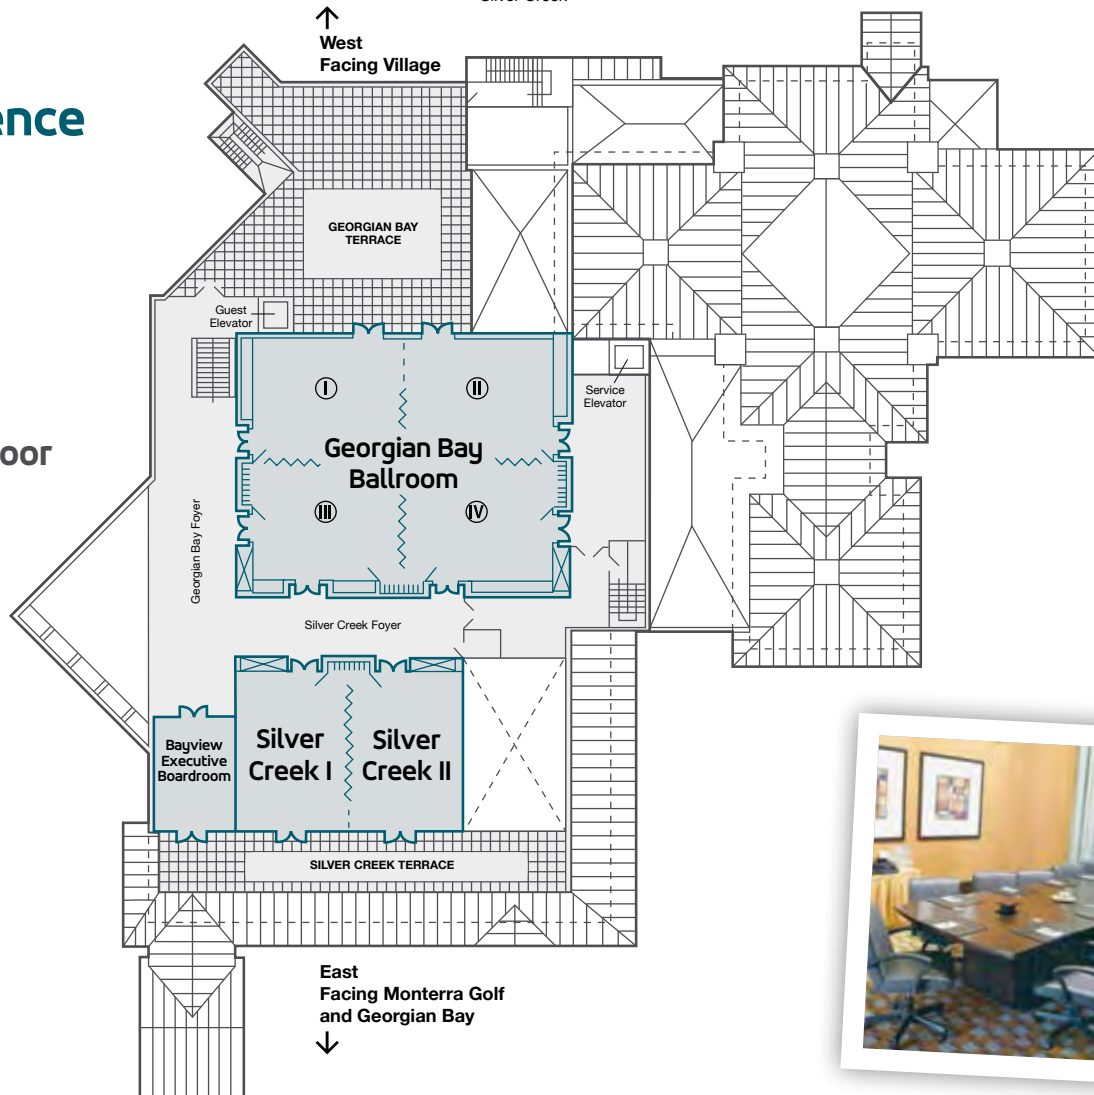 West
Facing Village
ence
GEORGIAN BAY
TERRACE
Guest
Elevator
Service
Elevator
I
II
Georgian Bay
Ballroom
oor
III
IV
Georgian Bay Foyer
Silver Creek Foyer
Bayview
Executive
Boardroom
Silver
Creek I
Silver
Creek II
SILVER CREEK TERRACE
East
Facing Monterra Golf
and Georgian Bay